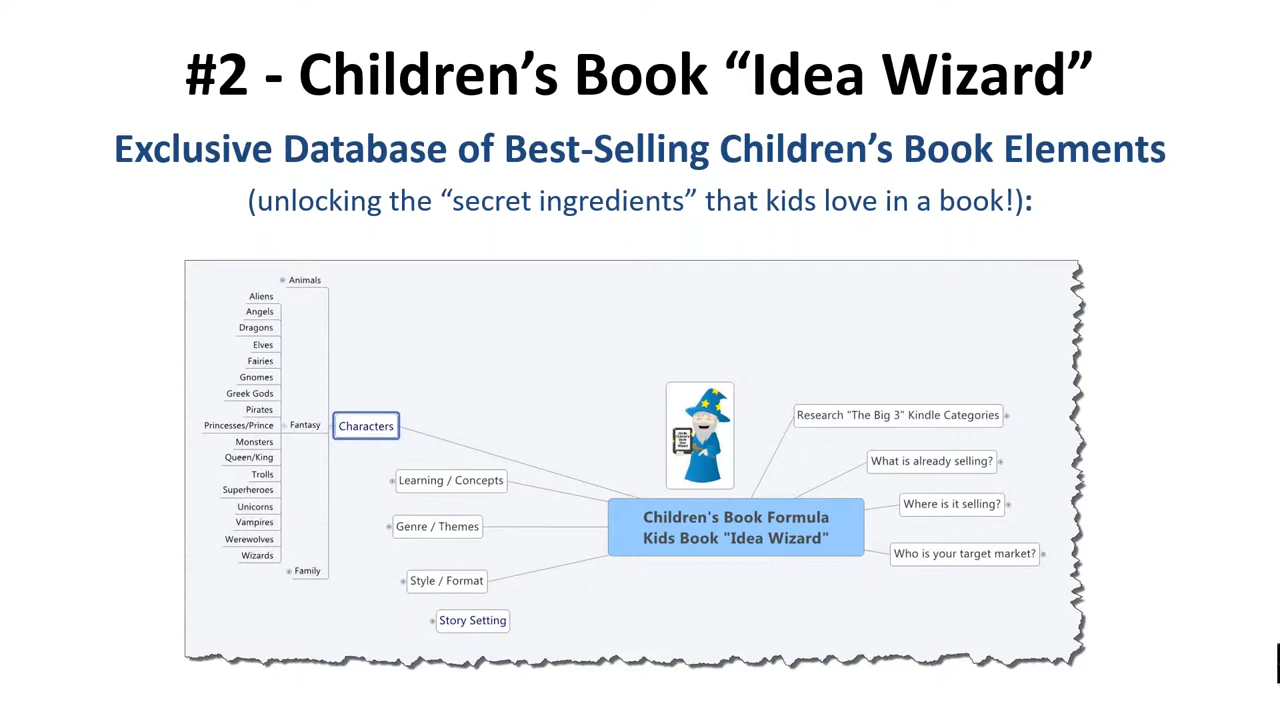 #2 - Children's Book “Idea Wizard”
Exclusive Database of Best-Selling Children's Book Elements
(unlocking the “secret ingredients” that kids love in a book!):
Animals
Aliens
Angels
Dragons
Elves
Fairies
Gnomes
Greek Gods
Pirates
Princesses/Prince
Monsters
Queen/King
Trolls
Superheroes
Unicorns
Vampires
Werewolves
Wizards
Fantasy
Family
Characters
Learning / Concepts
Genre / Themes
Style / Format
Story Setting
Children's Book Formula
Kids Book "Idea Wizard"
Research "The Big 3" Kindle Categories
What is already selling?
Where is it selling?
Who is your target market?